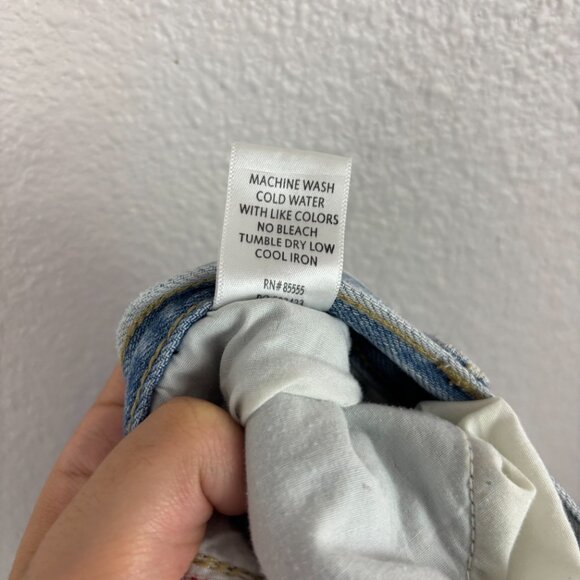 MACHINE WASH
COLD WATER
WITH LIKE COLORS
NO BLEACH
TUMBLE DRY LOW
COOL IRON
RN# 85555